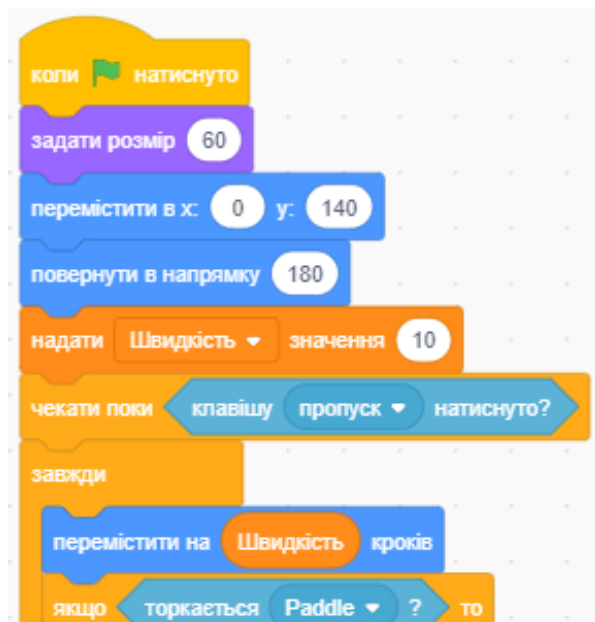 коли натиснуто
задати розмір 60
перемістити в x: 0 y: 140
повернути в напрямку 180
надати Швидкість значення 10
чекати поки клавішу пропуск натиснуто?
завжди
перемістити на Швидкість кроків
якщо торкається Paddle ? то